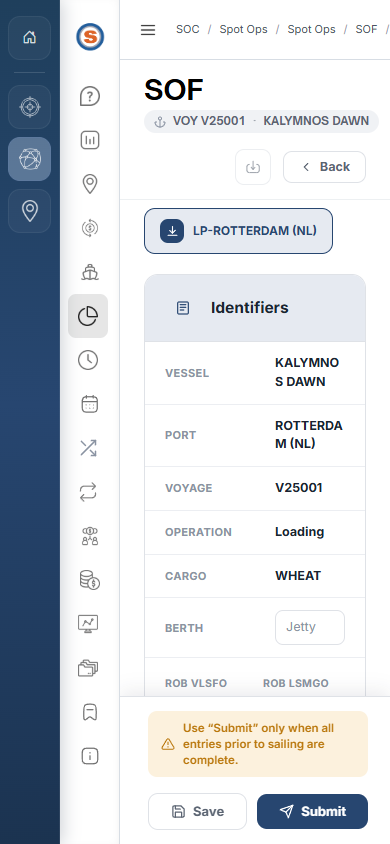 SOC / Spot Ops / Spot Ops / SOF /
SOF
VOY V25001 - KALYMNOS DAWN
Back
LP-ROTTERDAM (NL)
Identifiers
VESSEL
KALYMNO
S DAWN
PORT
ROTTERDA
M (NL)
VOYAGE V25001
OPERATION Loading
CARGO WHEAT
BERTH Jetty
ROB VLSFO ROB LSMGO
Use “Submit” only when all
entries prior to sailing are
complete.
Save Submit